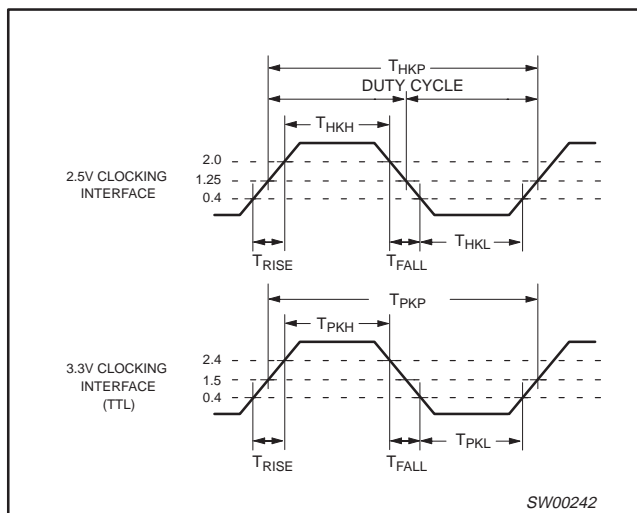 THKP
DUTY CYCLE
THKH
2.0
2.5V CLOCKING
INTERFACE
1.25
0.4
TRISE
TFALL
THKL
TPKP
TPKH
3.3V CLOCKING
INTERFACE
(TTL)
2.4
1.5
0.4
TRISE
TFALL
TPKL
SW00242